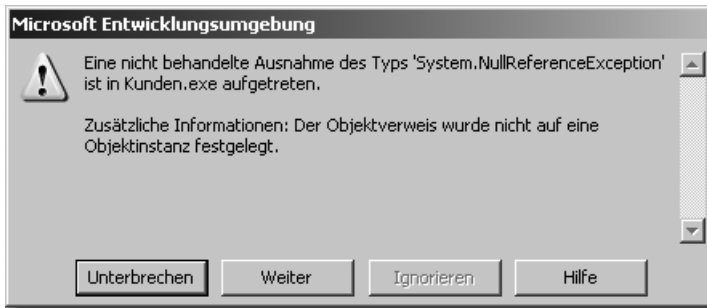 Microsoft Entwicklungsumgebung
Eine nicht behandelte Ausnahme des Typs 'System.NullReferenceException'
ist in Kunden.exe aufgetreten.
Zusätzliche Informationen: Der Objektverweis wurde nicht auf eine
Objektinstanz festgelegt.
Unterbrechen
Weiter
Ignorieren
Hilfe